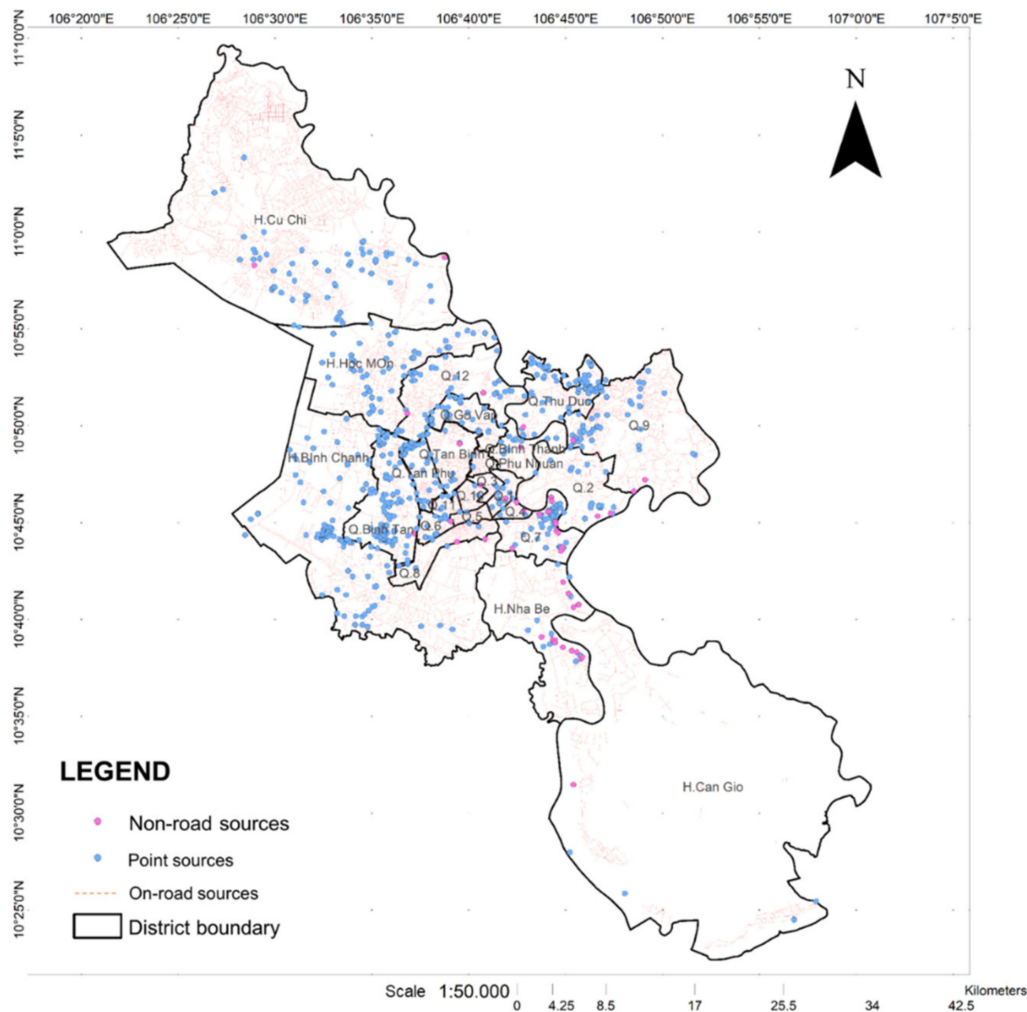 106°20'0"E 106°25'0"E 106°30'0"E 106°35'0"E 106°40'0"E 106°45'0"E 106°50'0"E 106°55'0"E 107°0'0"E 107°50"E
11°10'0"N
N
11°5'0"N
11°0'0"N
H.Cu Chi
10°55'0"N
H.Hoc MOn
Q.12
Q.Thu Duc
10°50'0"N
Q.Go Vap
Q.9
Q.Binh Thanh
H.BInh Chanh
Q.Tan Binh
Q.Phu Nhuan
Q.Tan Phu
Q.3
Q.2
Q.10
Q.1
Q.11
Q.4
10°45'0"N
Q.5
Q.6
Q.BInh Tan
Q.7
Q.8
H.Nha Be
10°40'0"N
10°35'0"N
LEGEND
H.Can Gio
10°30'0"N
Non-road sources
Point sources
On-road sources
10°25'0"N
District boundary
Scale 1:50.000
Kilometers
0 4.25 8.5 17 25.5 34 42.5